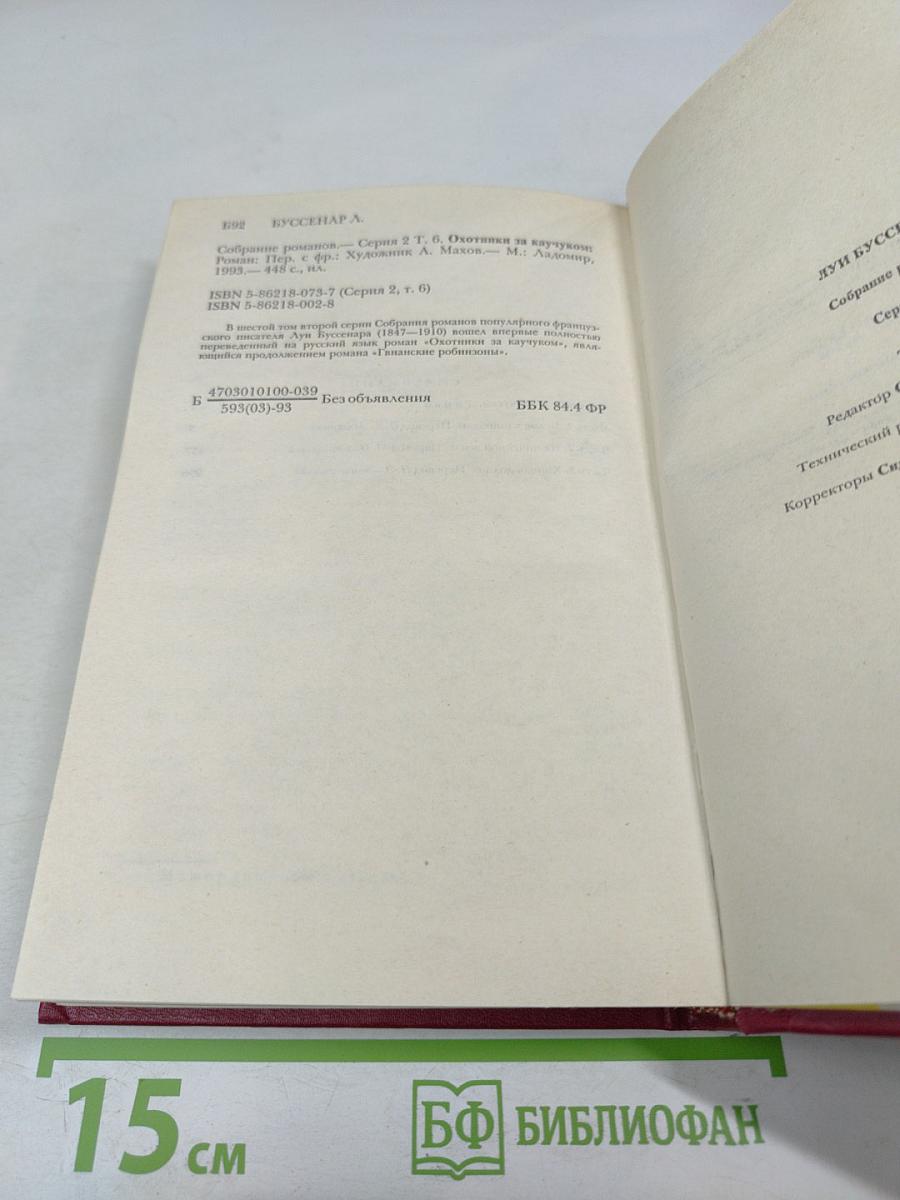 Б92 БУССЕНАР Л.
Собрание романов.— Серия 2 Т. 6. Охотники за каучуком:
Роман: Пер. с фр.: Художник А. Махов.— М.: Ладомир,
1993.— 448 с., ил.
ISBN 5-86218-073-7 (Серия 2, т. 6)
ISBN 5-86218-002-8
В шестой том второй серии Собрания романов популярного француз-
ского писателя Луи Буссенара (1847—1910) вошел впервые полностью
переведенный на русский язык роман «Охотники за каучуком», явля-
ющийся продолжением романа «Гвианские робинзоны».
Б 4703010100-039 Без объявления
593(03)-93
ББК 84.4 ФР
ЛУИ БУССЕ
Собрание
Сер
Редактор
Технический
Корректоры
15 см
БФ БИБЛИОФАН